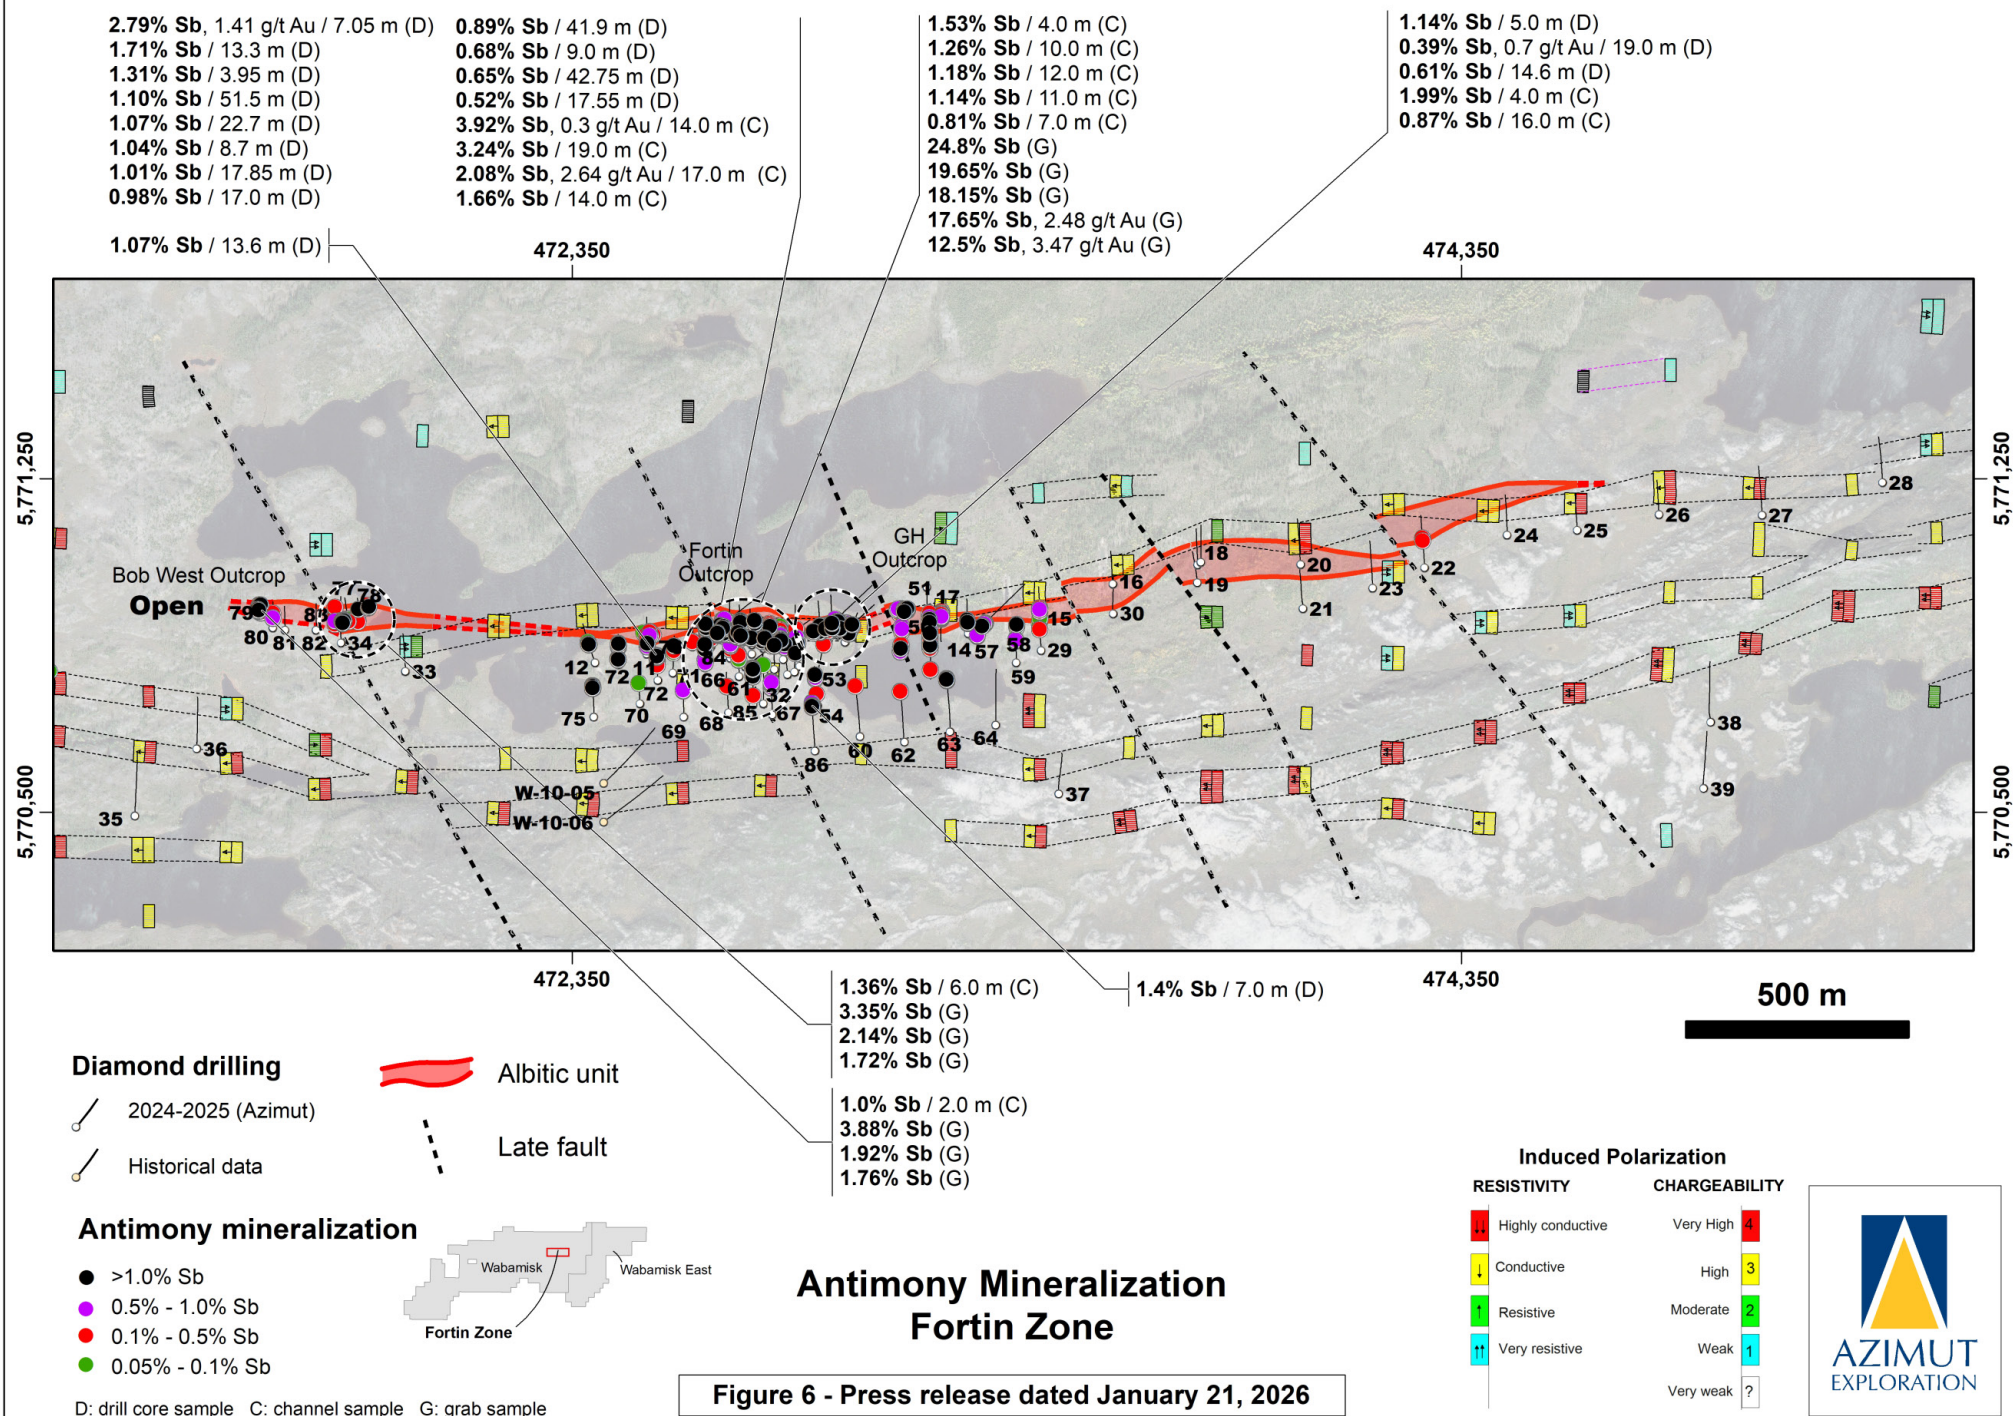 2.79% Sb, 1.41 g/t Au / 7.05 m (D)
1.71% Sb / 13.3 m (D)
1.31% Sb / 3.95 m (D)
1.10% Sb / 51.5 m (D)
1.07% Sb / 22.7 m (D)
1.04% Sb / 8.7 m (D)
1.01% Sb / 17.85 m (D)
0.98% Sb / 17.0 m (D)
1.07% Sb / 13.6 m (D)
0.89% Sb / 41.9 m (D)
0.68% Sb / 9.0 m (D)
0.65% Sb / 42.75 m (D)
0.52% Sb / 17.55 m (D)
3.92% Sb, 0.3 g/t Au / 14.0 m (C)
3.24% Sb / 19.0 m (C)
2.08% Sb, 2.64 g/t Au / 17.0 m (C)
1.66% Sb / 14.0 m (C)
1.53% Sb / 4.0 m (C)
1.26% Sb / 10.0 m (C)
1.18% Sb / 12.0 m (C)
1.14% Sb / 11.0 m (C)
0.81% Sb / 7.0 m (C)
24.8% Sb (G)
19.65% Sb (G)
18.15% Sb (G)
17.65% Sb, 2.48 g/t Au (G)
12.5% Sb, 3.47 g/t Au (G)
1.14% Sb / 5.0 m (D)
0.39% Sb, 0.7 g/t Au / 19.0 m (D)
0.61% Sb / 14.6 m (D)
1.99% Sb / 4.0 m (C)
0.87% Sb / 16.0 m (C)
472,350
474,350
5,771,250
5,771,250
28
26
27
24
25
GH
Outcrop
Fortin
Outcrop
18
20
22
Bob West Outcrop
Open
16
19
23
30
21
77
78
79
80
81
82
34
33
51
17
15
14
57
58
29
59
12
72
11
84
66
61
32
53
72
75
70
69
68
85
67
54
60
62
63
64
86
36
35
37
38
39
W-10-05
W-10-06
5,770,500
5,770,500
472,350
474,350
1.36% Sb / 6.0 m (C)
3.35% Sb (G)
2.14% Sb (G)
1.72% Sb (G)
1.4% Sb / 7.0 m (D)
500 m
1.0% Sb / 2.0 m (C)
3.88% Sb (G)
1.92% Sb (G)
1.76% Sb (G)
Diamond drilling
2024-2025 (Azimut)
Historical data
Albitic unit
Late fault
Antimony mineralization
>1.0% Sb
0.5% - 1.0% Sb
0.1% - 0.5% Sb
0.05% - 0.1% Sb
D: drill core sample C: channel sample G: grab sample
Wabamisk
Wabamisk East
Fortin Zone
Antimony Mineralization
Fortin Zone
Figure 6 - Press release dated January 21, 2026
Induced Polarization
RESISTIVITY
CHARGEABILITY
Highly conductive
Very High 4
Conductive
High 3
Resistive
Moderate 2
Very resistive
Weak 1
Very weak ?
AZIMUT
EXPLORATION